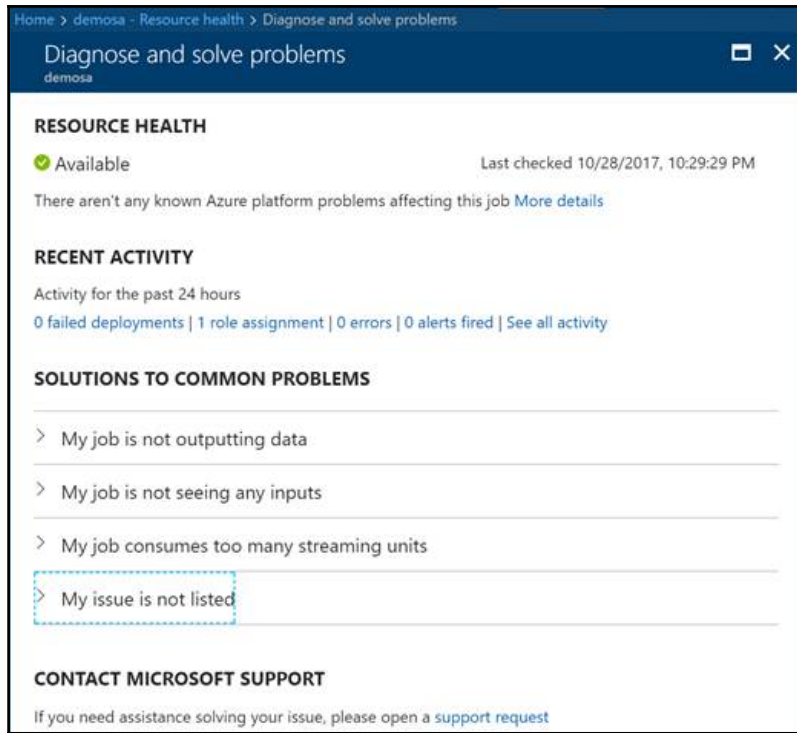 Home > demosa - Resource health > Diagnose and solve problems
Diagnose and solve problems
demosa
RESOURCE HEALTH
Available Last checked 10/28/2017, 10:29:29 PM
There aren't any known Azure platform problems affecting this job More details
RECENT ACTIVITY
Activity for the past 24 hours
0 failed deployments | 1 role assignment | 0 errors | 0 alerts fired | See all activity
SOLUTIONS TO COMMON PROBLEMS
My job is not outputting data
My job is not seeing any inputs
My job consumes too many streaming units
My issue is not listed
CONTACT MICROSOFT SUPPORT
If you need assistance solving your issue, please open a support request